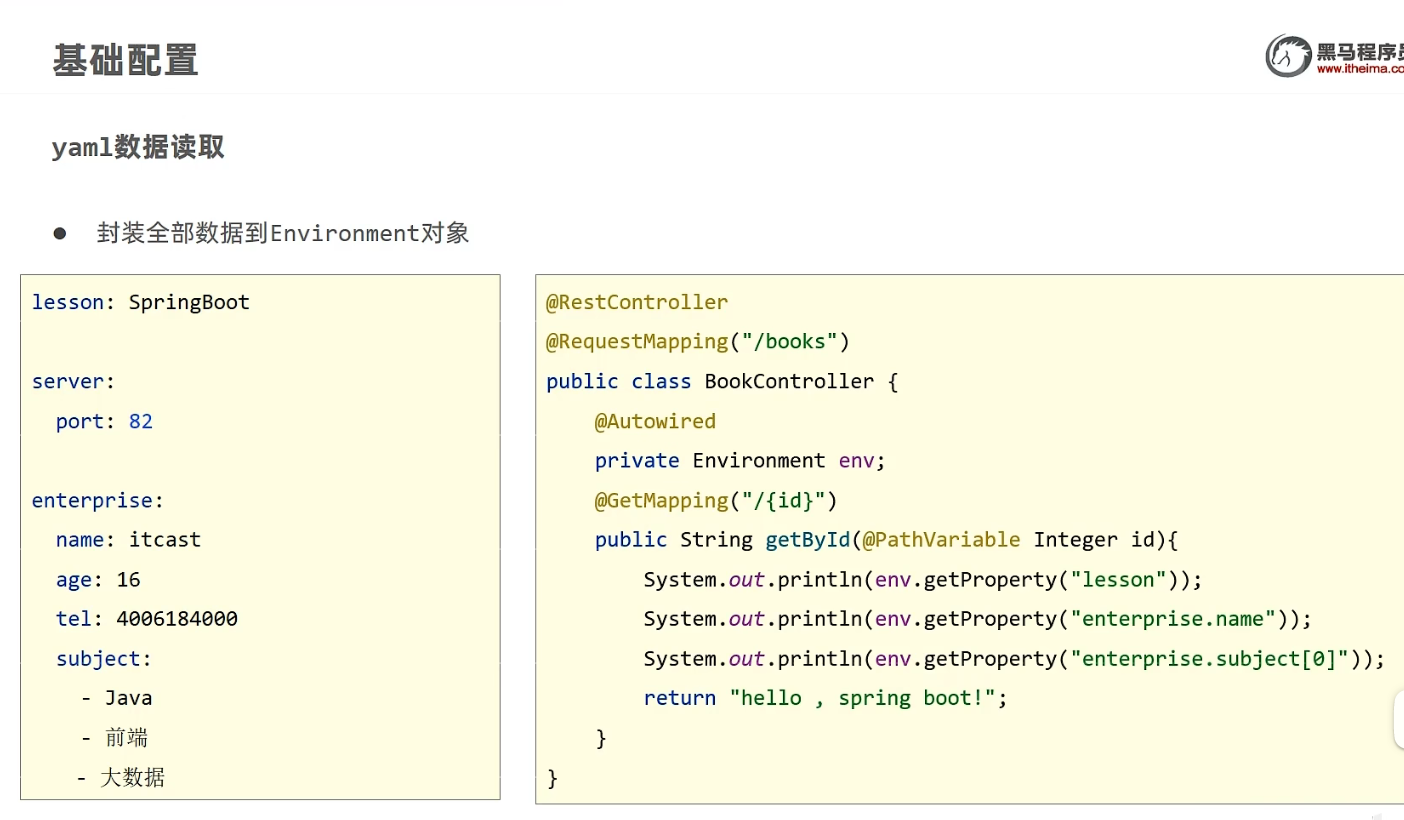 基础配置
黑马程序员
www.itheima.co
yaml数据读取
● 封装全部数据到Environment对象
lesson: SpringBoot
server:
  port: 82
enterprise:
  name: itcast
  age: 16
  tel: 4006184000
  subject:
    - Java
    - 前端
    - 大数据
@RestController
@RequestMapping("/books")
public class BookController {
    @Autowired
    private Environment env;
    @GetMapping("/{id}")
    public String getById(@PathVariable Integer id){
        System.out.println(env.getProperty("lesson"));
        System.out.println(env.getProperty("enterprise.name"));
        System.out.println(env.getProperty("enterprise.subject[0]"));
        return "hello , spring boot!";
    }
}